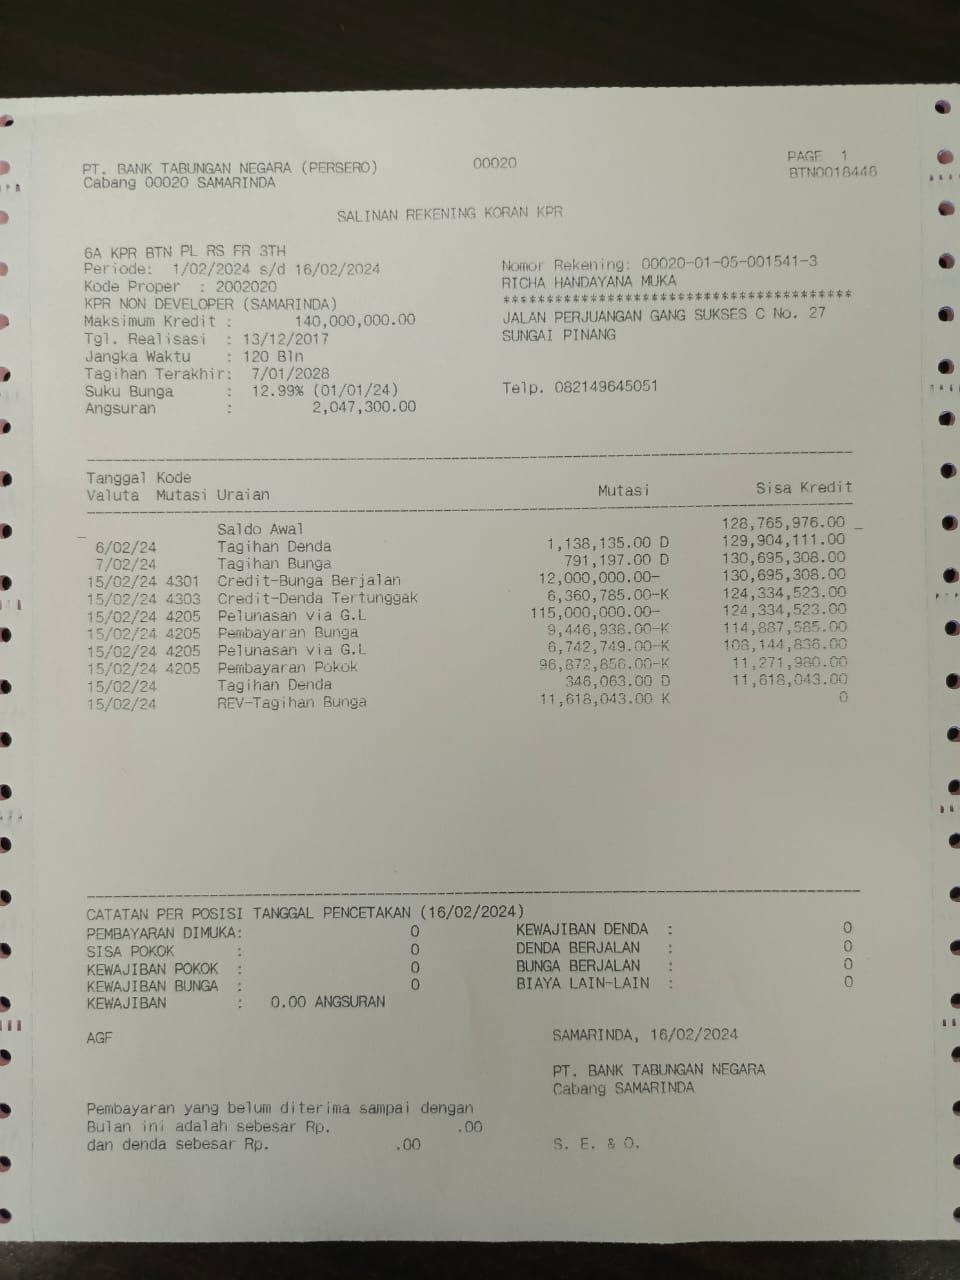 PT. BANK TABUNGAN NEGARA (PERSERO) 00020 PAGE 1
Cabang 00020 SAMARINDA BTN0018446
SALINAN REKENING KORAN KPR
6A KPR BTN PL RS FR 3TH
Periode: 1/02/2024 s/d 16/02/2024 Nomor Rekening: 00020-01-05-001541-3
Kode Proper : 2002020 RICHA HANDAYANA MUKA
KPR NON DEVELOPER (SAMARINDA) ****************************************
Maksimum Kredit : 140,000,000.00 JALAN PERJUANGAN GANG SUKSES C No. 27
Tgl. Realisasi : 13/12/2017 SUNGAI PINANG
Jangka Waktu : 120 Bln
Tagihan Terakhir: 7/01/2028
Suku Bunga : 12.99% (01/01/24) Telp. 082149645051
Angsuran : 2,047,300.00
Tanggal Kode
Valuta Mutasi Uraian Mutasi Sisa Kredit
Saldo Awal 128,765,976.00
6/02/24 Tagihan Denda 1,138,135.00 D 129,904,111.00
7/02/24 Tagihan Bunga 791,197.00 D 130,695,308.00
15/02/24 4301 Credit-Bunga Berjalan 12,000,000.00- 130,695,308.00
15/02/24 4303 Credit-Denda Tertunggak 6,360,785.00-K 124,334,523.00
15/02/24 4205 Pelunasan via G.L 115,000,000.00- 124,334,523.00
15/02/24 4205 Pembayaran Bunga 9,446,938.00-K 114,887,585.00
15/02/24 4205 Pelunasan via G.L 6,742,749.00-K 108,144,836.00
15/02/24 4205 Pembayaran Pokok 96,872,856.00-K 11,271,980.00
15/02/24 Tagihan Denda 346,063.00 D 11,618,043.00
15/02/24 REV-Tagihan Bunga 11,618,043.00 K 0
CATATAN PER POSISI TANGGAL PENCETAKAN (16/02/2024)
PEMBAYARAN DIMUKA: 0 KEWAJIBAN DENDA : 0
SISA POKOK : 0 DENDA BERJALAN : 0
KEWAJIBAN POKOK : 0 BUNGA BERJALAN : 0
KEWAJIBAN BUNGA : 0 BIAYA LAIN-LAIN : 0
KEWAJIBAN : 0.00 ANGSURAN
AGF SAMARINDA, 16/02/2024
PT. BANK TABUNGAN NEGARA
Cabang SAMARINDA
Pembayaran yang belum diterima sampai dengan
Bulan ini adalah sebesar Rp. .00
dan denda sebesar Rp. .00 S. E. & O.